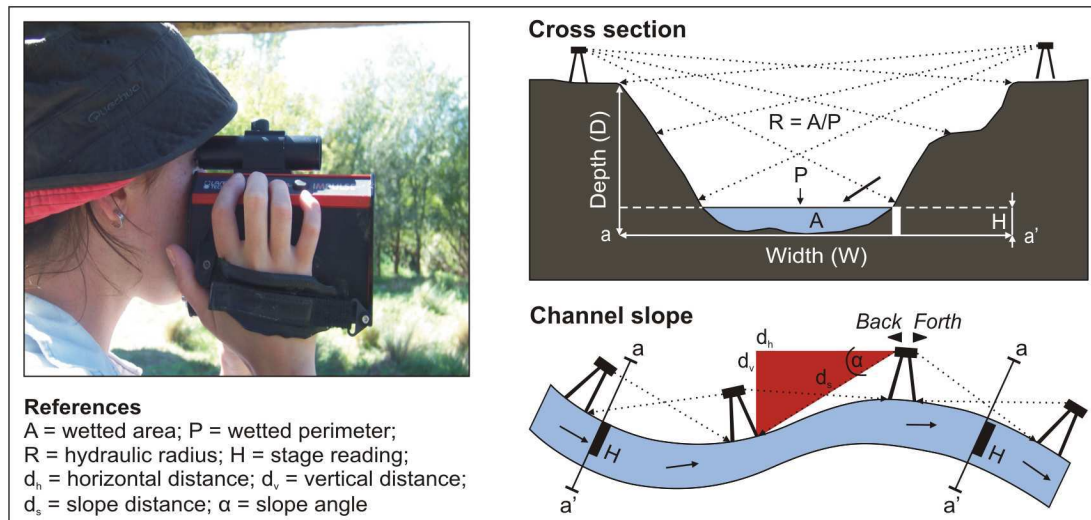 Cross section
R = A/P
Depth (D)
P
A
H
a
a'
Width (W)
Channel slope
Back Forth
dₕ
dᵥ
dₛ
α
a
a
H
H
a'
a'
References
A = wetted area; P = wetted perimeter;
R = hydraulic radius; H = stage reading;
dₕ = horizontal distance; dᵥ = vertical distance;
dₛ = slope distance; α = slope angle